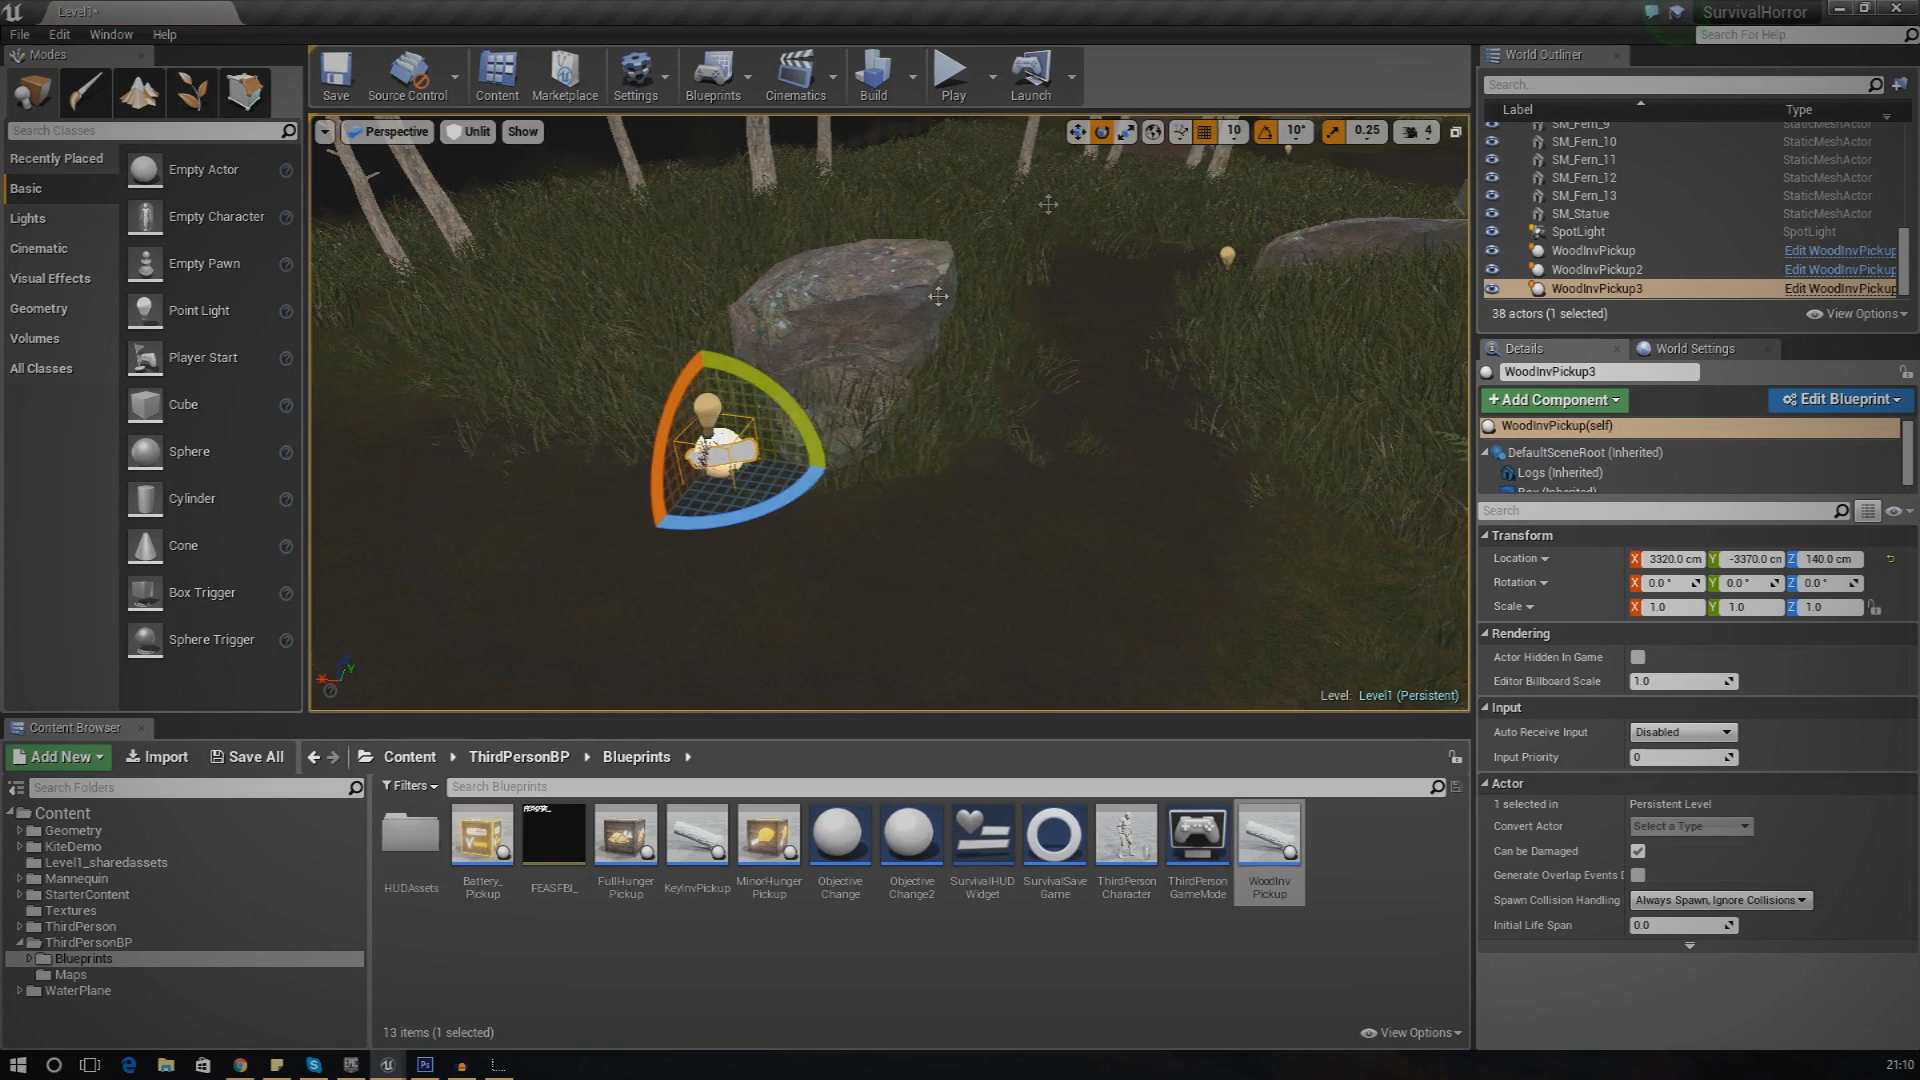 Level1*
SurvivalHorror
File Edit Window Help
Search For Help
Modes
Save Source Control Content Marketplace Settings Blueprints Cinematics Build Play Launch
World Outliner
Search...
Label Type
Search Classes
Perspective Unlit Show
10 10° 0.25 4
SM_Fern_9 StaticMeshActor
SM_Fern_10 StaticMeshActor
SM_Fern_11 StaticMeshActor
SM_Fern_12 StaticMeshActor
SM_Fern_13 StaticMeshActor
SM_Statue StaticMeshActor
SpotLight SpotLight
WoodInvPickup Edit WoodInvPickup
WoodInvPickup2 Edit WoodInvPickup
WoodInvPickup3 Edit WoodInvPickup
38 actors (1 selected) View Options
Recently Placed
Basic
Lights
Cinematic
Visual Effects
Geometry
Volumes
All Classes
Empty Actor
Empty Character
Empty Pawn
Point Light
Player Start
Cube
Sphere
Cylinder
Cone
Box Trigger
Sphere Trigger
X Y
Level: Level1 (Persistent)
Details World Settings
WoodInvPickup3
+Add Component Edit Blueprint
WoodInvPickup(self)
DefaultSceneRoot (Inherited)
Logs (Inherited)
Box (Inherited)
Search
Transform
Location X 3320.0 cm Y -3370.0 cm Z 140.0 cm
Rotation X 0.0 ° Y 0.0 ° Z 0.0 °
Scale X 1.0 Y 1.0 Z 1.0
Rendering
Actor Hidden In Game
Editor Billboard Scale 1.0
Input
Auto Receive Input Disabled
Input Priority 0
Actor
1 selected in Persistent Level
Convert Actor Select a Type
Can be Damaged
Generate Overlap Events D
Spawn Collision Handling Always Spawn, Ignore Collisions
Initial Life Span 0.0
Content Browser
Add New Import Save All Content ThirdPersonBP Blueprints
Search Folders
Filters Search Blueprints
Content
Geometry
KiteDemo
Level1_sharedassets
Mannequin
StarterContent
Textures
ThirdPerson
ThirdPersonBP
Blueprints
Maps
WaterPlane
HUDAssets
Battery_
Pickup
FEASFBI_
FullHunger
Pickup
KeyInvPickup
MinorHunger
Pickup
Objective
Change
Objective
Change2
SurvivalHUD
Widget
SurvivalSave
Game
ThirdPerson
Character
ThirdPerson
GameMode
WoodInv
Pickup
13 items (1 selected) View Options
21:10